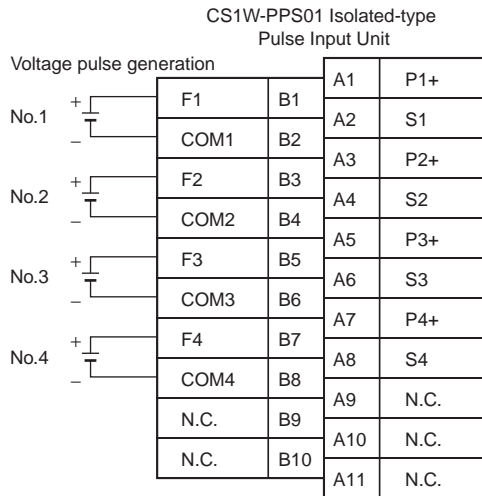 CS1W-PPS01 Isolated-type
Pulse Input Unit
Voltage pulse generation
A1 P1+
F1 B1
No.1 + −
A2 S1
COM1 B2
A3 P2+
F2 B3
No.2 + −
A4 S2
COM2 B4
A5 P3+
F3 B5
No.3 + −
A6 S3
COM3 B6
A7 P4+
F4 B7
No.4 + −
A8 S4
COM4 B8
A9 N.C.
N.C. B9
A10 N.C.
N.C. B10
A11 N.C.